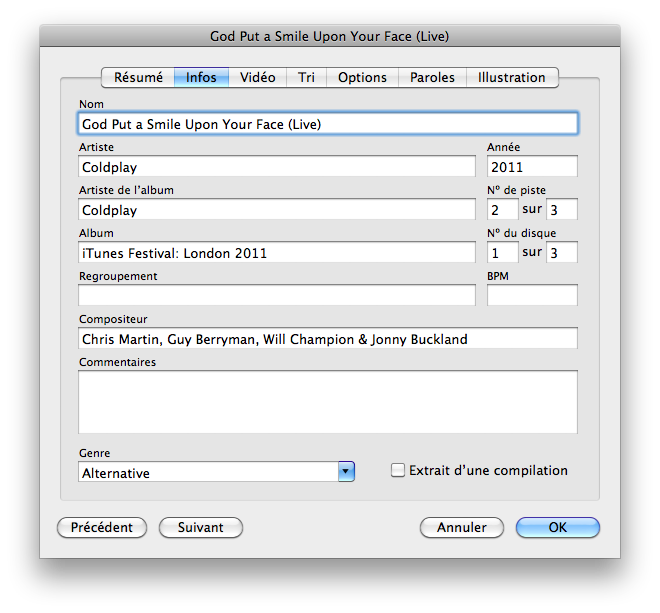 God Put a Smile Upon Your Face (Live)
Résumé Infos Vidéo Tri Options Paroles Illustration
Nom
God Put a Smile Upon Your Face (Live)
Artiste Année
Coldplay 2011
Artiste de l'album N° de piste
Coldplay 2 sur 3
Album N° du disque
iTunes Festival: London 2011 1 sur 3
Regroupement BPM
Compositeur
Chris Martin, Guy Berryman, Will Champion & Jonny Buckland
Commentaires
Genre
Alternative Extrait d'une compilation
Précédent Suivant Annuler OK